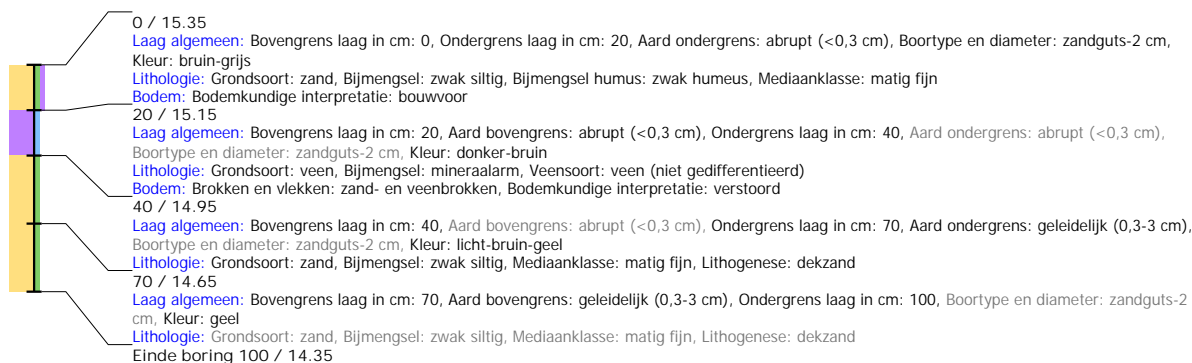 0 / 15.35
Laag algemeen: Bovengrens laag in cm: 0, Ondergrens laag in cm: 20, Aard ondergrens: abrupt (<0,3 cm), Boortype en diameter: zandguts-2 cm,
Kleur: bruin-grijs
Lithologie: Grondsoort: zand, Bijmengsel: zwak siltig, Bijmengsel humus: zwak humeus, Mediaanklasse: matig fijn
Bodem: Bodemkundige interpretatie: bouwvoor
20 / 15.15
Laag algemeen: Bovengrens laag in cm: 20, Aard bovengrens: abrupt (<0,3 cm), Ondergrens laag in cm: 40, Aard ondergrens: abrupt (<0,3 cm),
Boortype en diameter: zandguts-2 cm, Kleur: donker-bruin
Lithologie: Grondsoort: veen, Bijmengsel: mineraalarm, Veensoort: veen (niet gedifferentieerd)
Bodem: Brokken en vlekken: zand- en veenbrokken, Bodemkundige interpretatie: verstoord
40 / 14.95
Laag algemeen: Bovengrens laag in cm: 40, Aard bovengrens: abrupt (<0,3 cm), Ondergrens laag in cm: 70, Aard ondergrens: geleidelijk (0,3-3 cm),
Boortype en diameter: zandguts-2 cm, Kleur: licht-bruin-geel
Lithologie: Grondsoort: zand, Bijmengsel: zwak siltig, Mediaanklasse: matig fijn, Lithogenese: dekzand
70 / 14.65
Laag algemeen: Bovengrens laag in cm: 70, Aard bovengrens: geleidelijk (0,3-3 cm), Ondergrens laag in cm: 100, Boortype en diameter: zandguts-2
cm, Kleur: geel
Lithologie: Grondsoort: zand, Bijmengsel: zwak siltig, Mediaanklasse: matig fijn, Lithogenese: dekzand
Einde boring 100 / 14.35